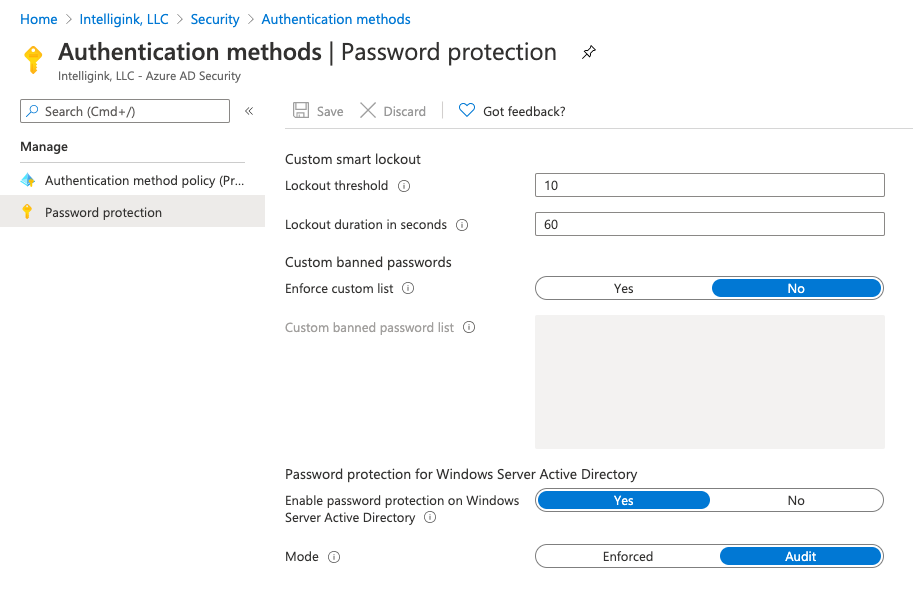 Home > Intelligink, LLC > Security > Authentication methods
Authentication methods | Password protection
Intelligink, LLC - Azure AD Security
Search (Cmd+/)
«
Save
Discard
Got feedback?
Manage
Authentication method policy (Pr...
Password protection
Custom smart lockout
Lockout threshold
10
Lockout duration in seconds
60
Custom banned passwords
Enforce custom list
Yes No
Custom banned password list
Password protection for Windows Server Active Directory
Enable password protection on Windows
Server Active Directory
Yes No
Mode
Enforced Audit